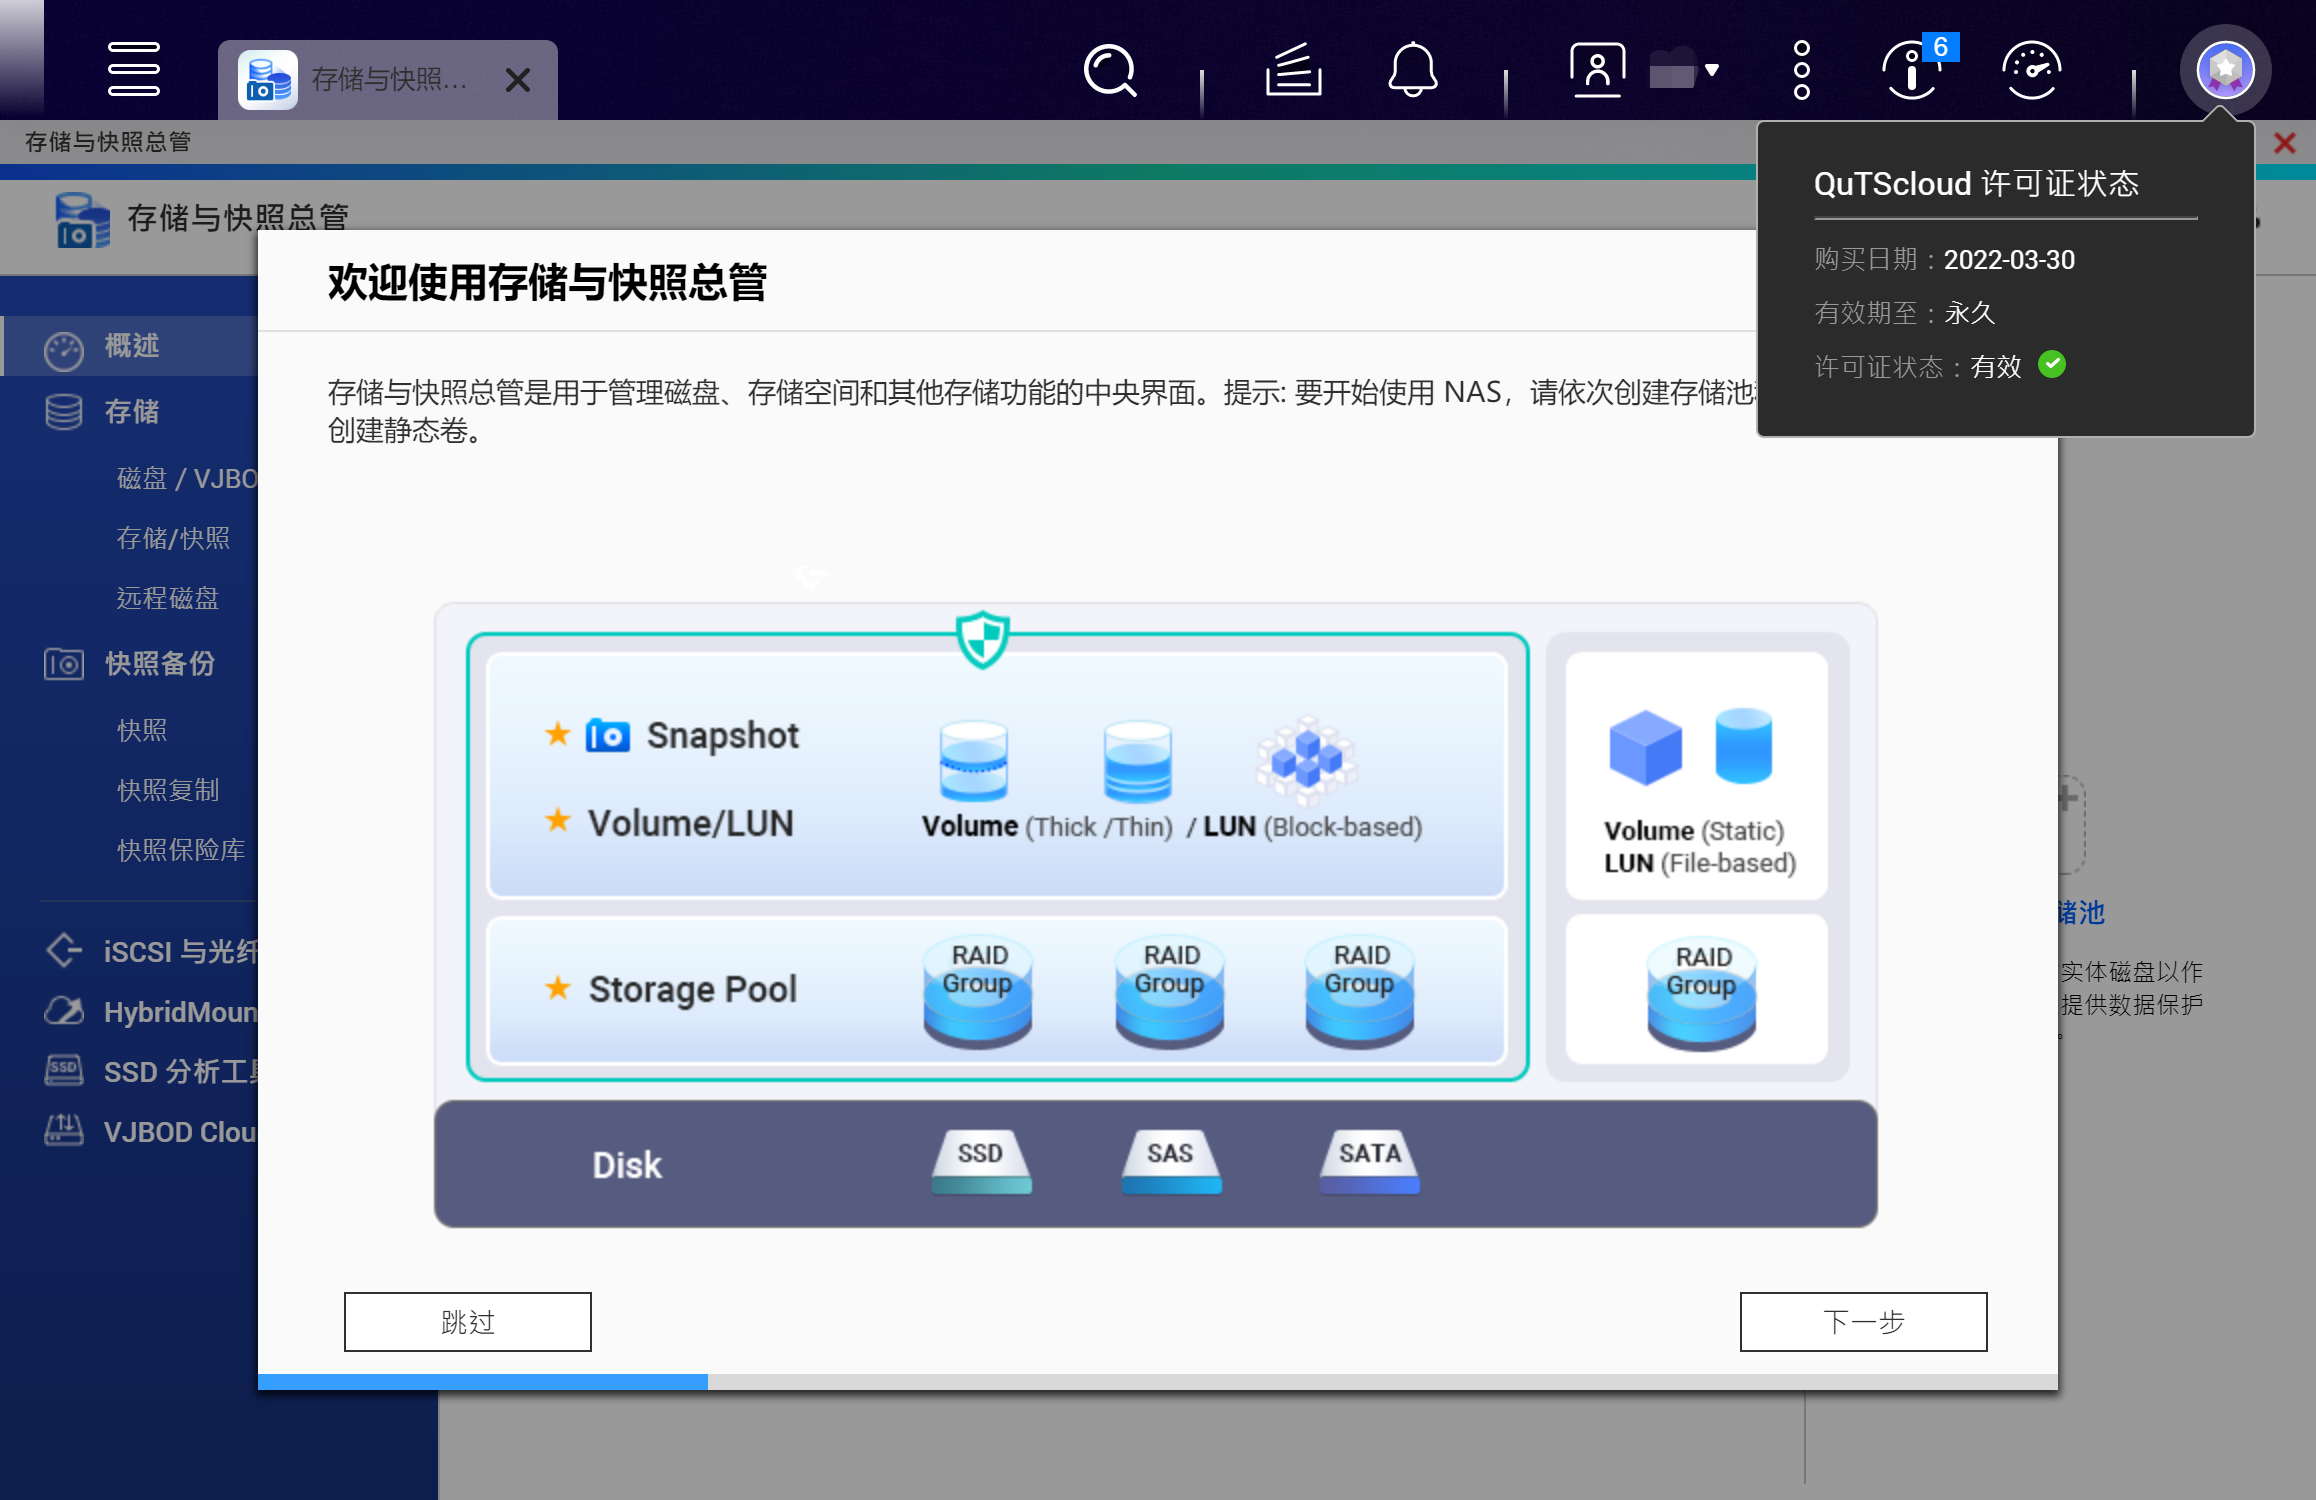 存储与快照...
6
存储与快照总管
存储与快照总管
QuTScloud 许可证状态
购买日期：2022-03-30
有效期至：永久
许可证状态：有效
概述
存储
磁盘 / VJBO
存储/快照
远程磁盘
快照备份
快照
快照复制
快照保险库
iSCSI 与光纤
HybridMoun
SSD 分析工具
VJBOD Clou
欢迎使用存储与快照总管
存储与快照总管是用于管理磁盘、存储空间和其他存储功能的中央界面。提示: 要开始使用 NAS，请依次创建存储池
创建静态卷。
Snapshot
Volume/LUN
Volume (Thick /Thin) / LUN (Block-based)
Volume (Static)
LUN (File-based)
Storage Pool
RAID Group
RAID Group
RAID Group
RAID Group
Disk
SSD
SAS
SATA
跳过
下一步
储池
实体磁盘以作
提供数据保护
。